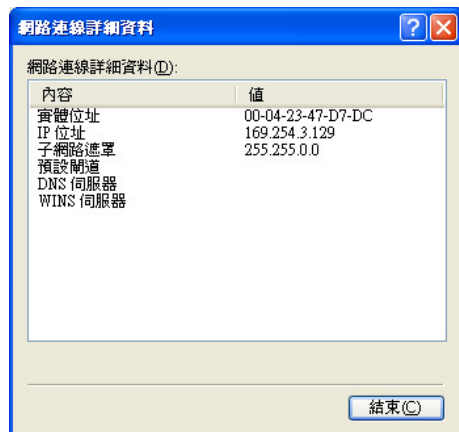 網路連線詳細資料
網路連線詳細資料(D):
內容 值
實體位址 00-04-23-47-D7-DC
IP 位址 169.254.3.129
子網路遮罩 255.255.0.0
預設閘道
DNS 伺服器
WINS 伺服器
結束(C)